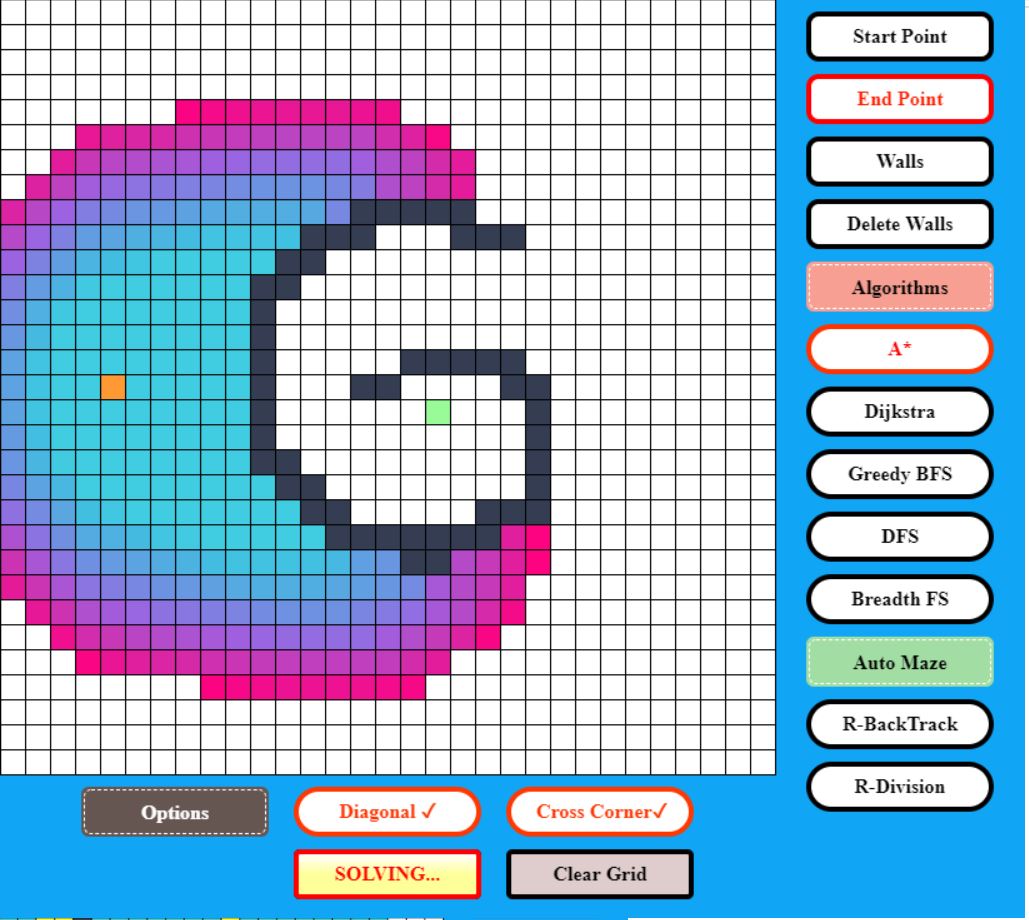 Start Point
End Point
Walls
Delete Walls
Algorithms
A*
Dijkstra
Greedy BFS
DFS
Breadth FS
Auto Maze
R-BackTrack
R-Division
Options
Diagonal ✓
Cross Corner✓
SOLVING...
Clear Grid